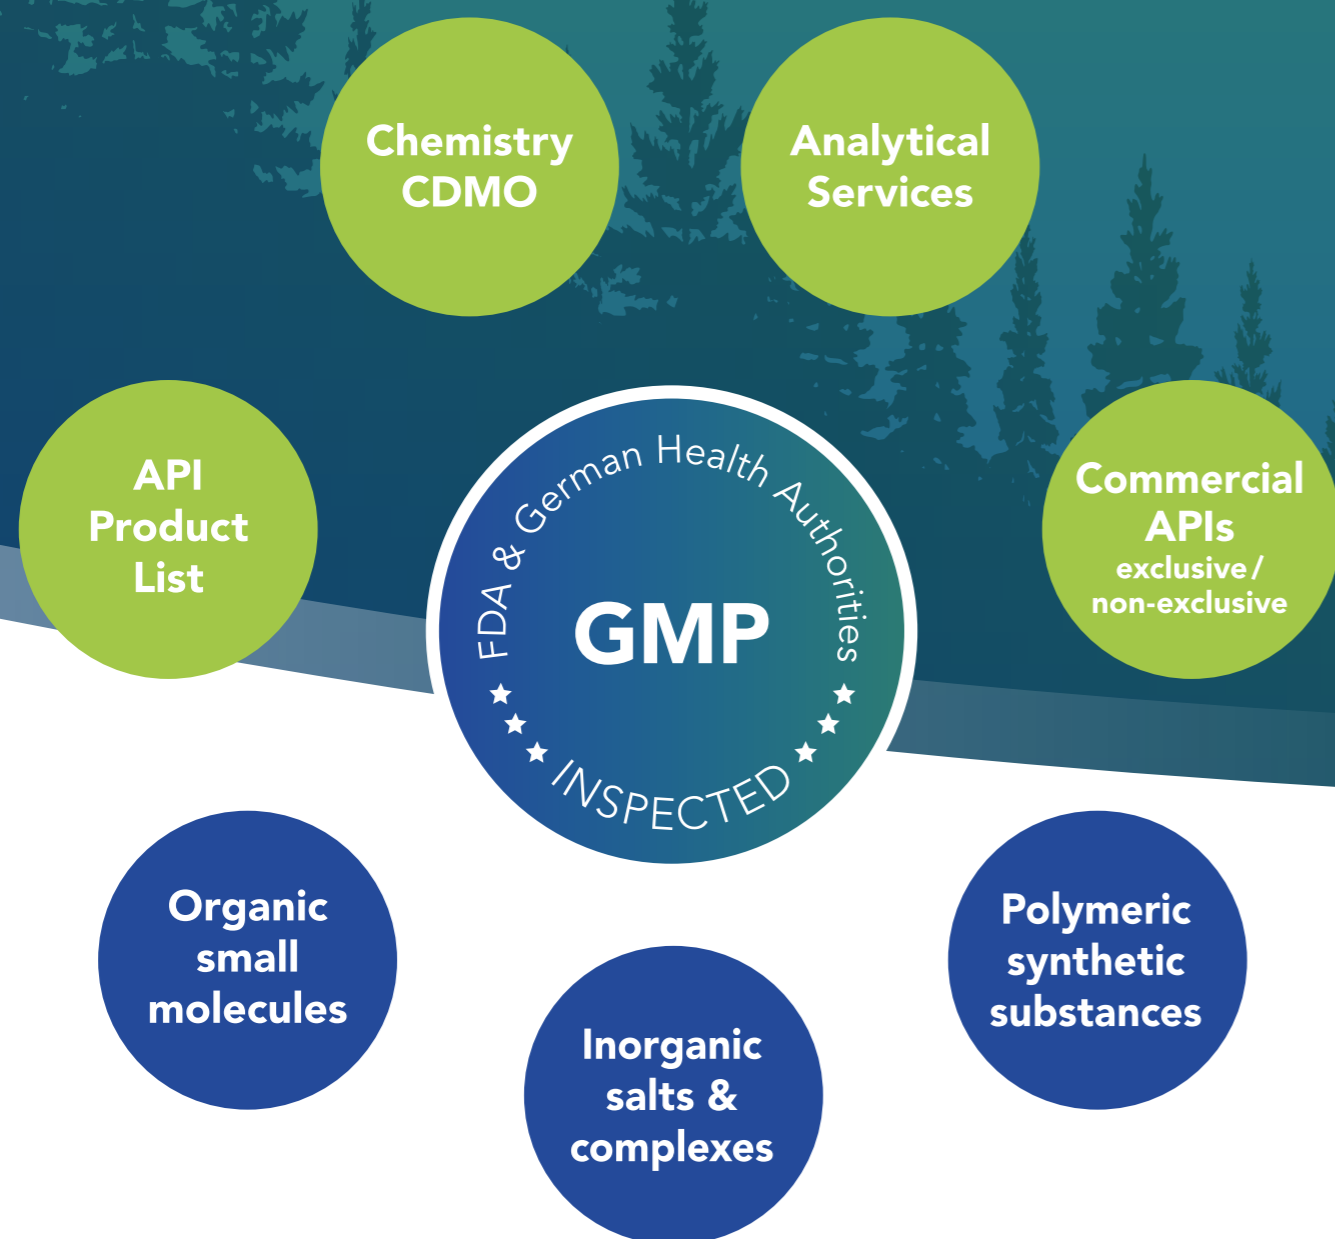 Chemistry
CDMO
Analytical
Services
API
Product
List
FDA & German Health Authorities
GMP
INSPECTED
Commercial
APIs
exclusive /
non-exclusive
Organic
small
molecules
Inorganic
salts &
complexes
Polymeric
synthetic
substances